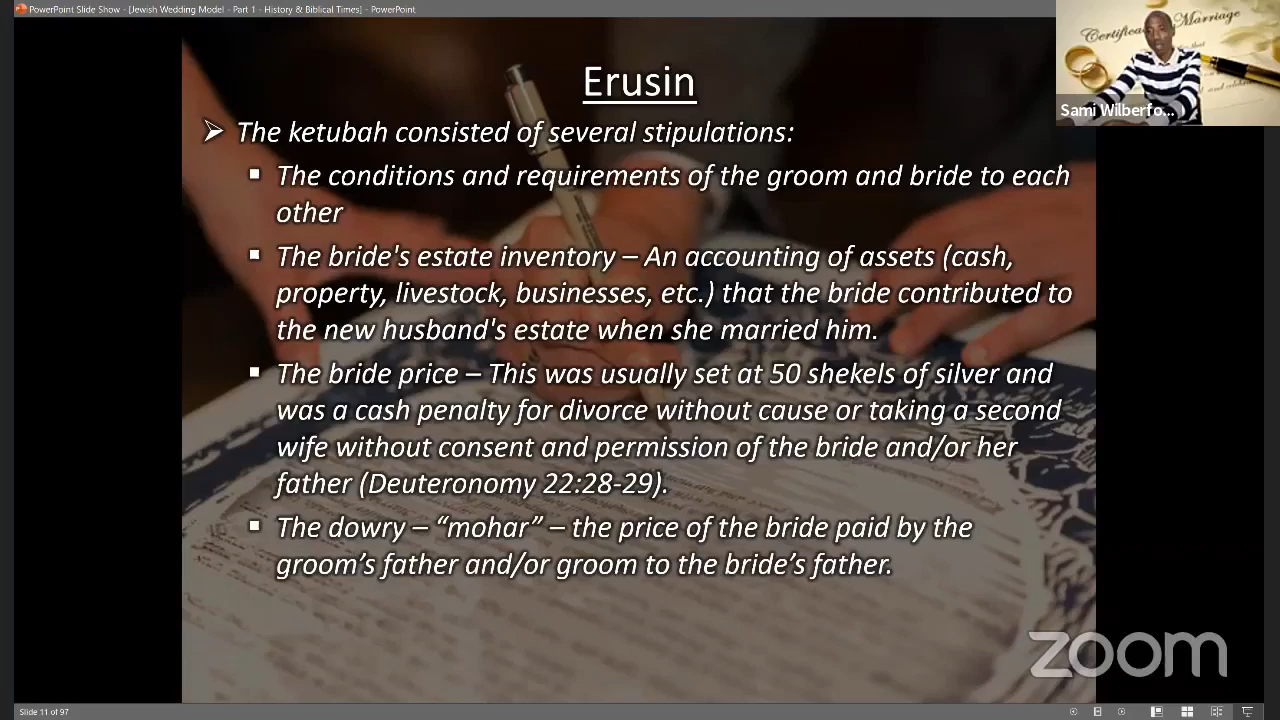 PowerPoint Slide Show - [Jewish Wedding Model - Part 1 - History & Biblical Times] - PowerPoint
Certifica Marriage
Sami Wilberfo...
Erusin
The ketubah consisted of several stipulations:
The conditions and requirements of the groom and bride to each
other
The bride's estate inventory – An accounting of assets (cash,
property, livestock, businesses, etc.) that the bride contributed to
the new husband's estate when she married him.
The bride price – This was usually set at 50 shekels of silver and
was a cash penalty for divorce without cause or taking a second
wife without consent and permission of the bride and/or her
father (Deuteronomy 22:28-29).
The dowry – “mohar” – the price of the bride paid by the
groom’s father and/or groom to the bride’s father.
zoom
Slide 11 of 97